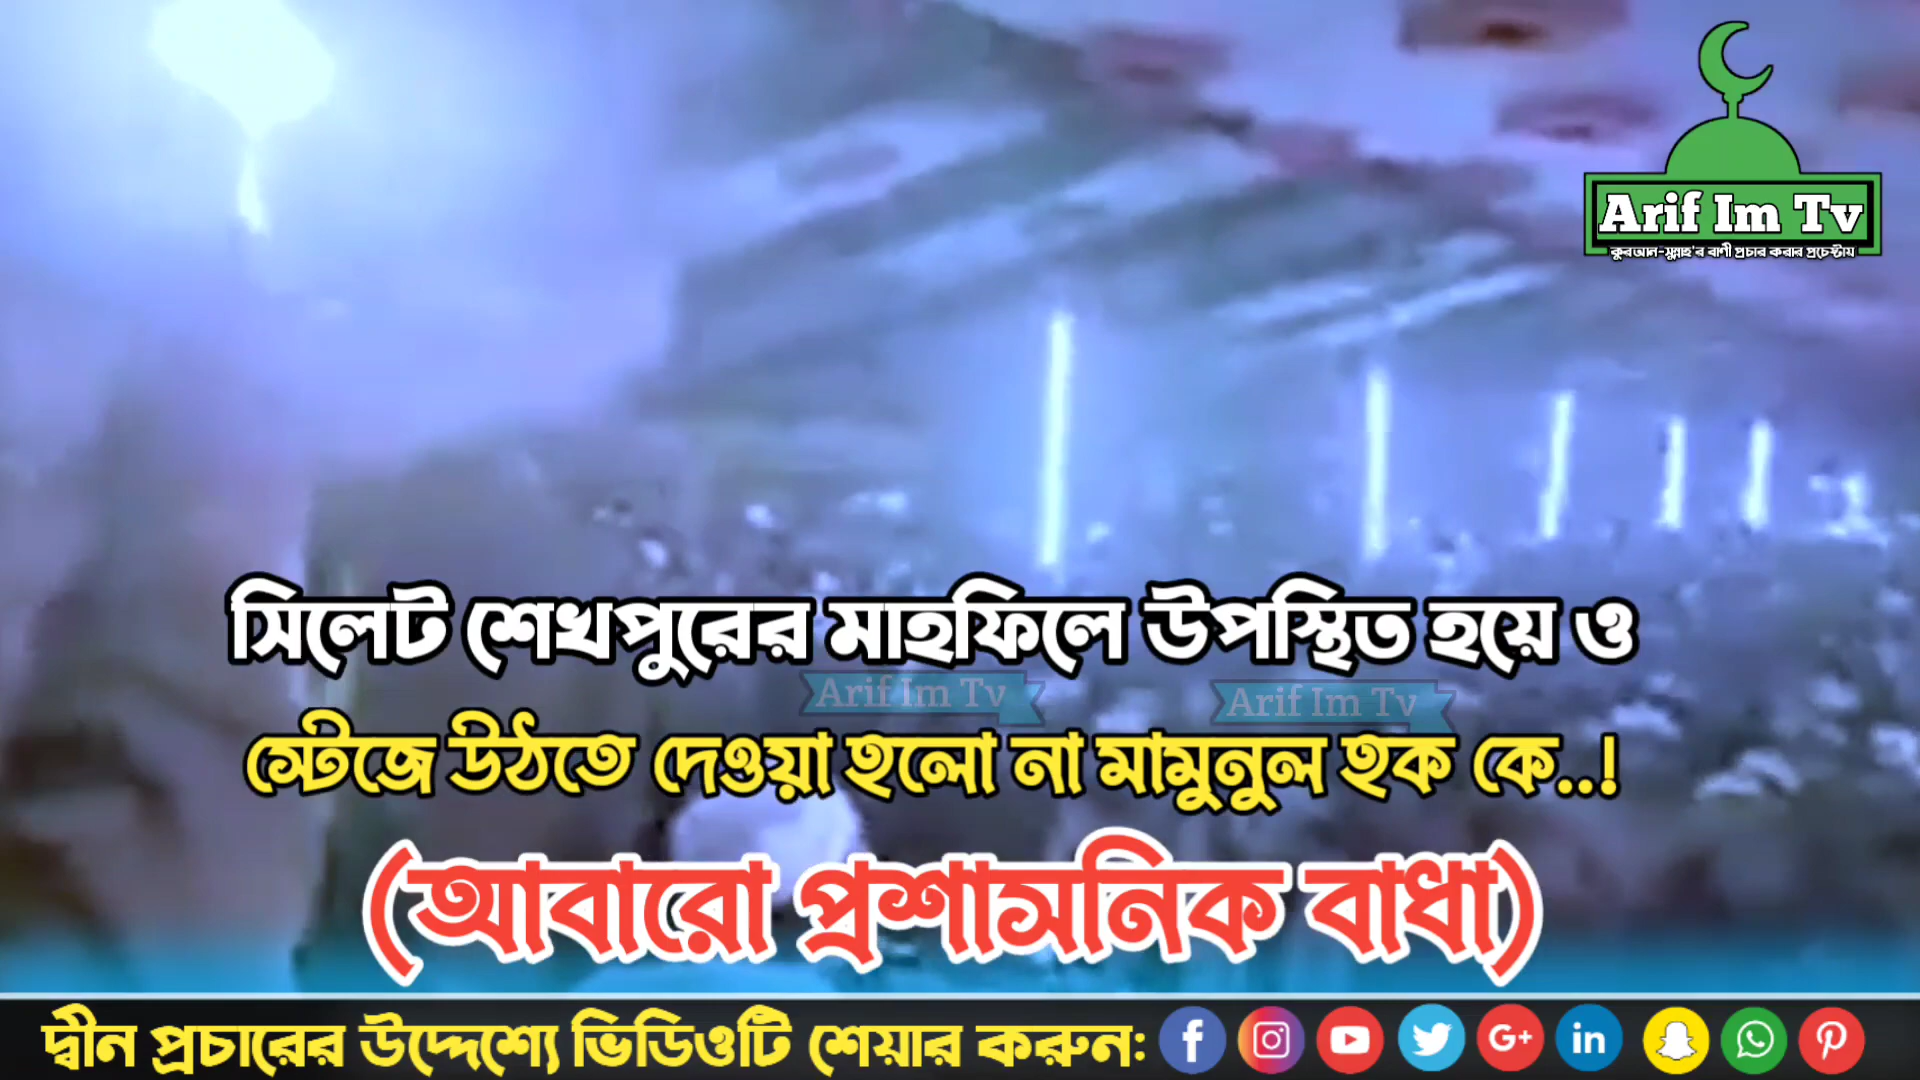 Arif Im Tv
কুরআন-সুন্নাহ'র বাণী প্রচার করার প্রচেষ্টায়
সিলেট শেখপুরের মাহফিলে উপস্থিত হয়ে ও
Arif Im Tv Arif Im Tv
স্টেজে উঠতে দেওয়া হলো না মামুনুল হক কে..!
(আবারো প্রশাসনিক বাধা)
দ্বীন প্রচারের উদ্দেশ্যে ভিডিওটি শেয়ার করুন: